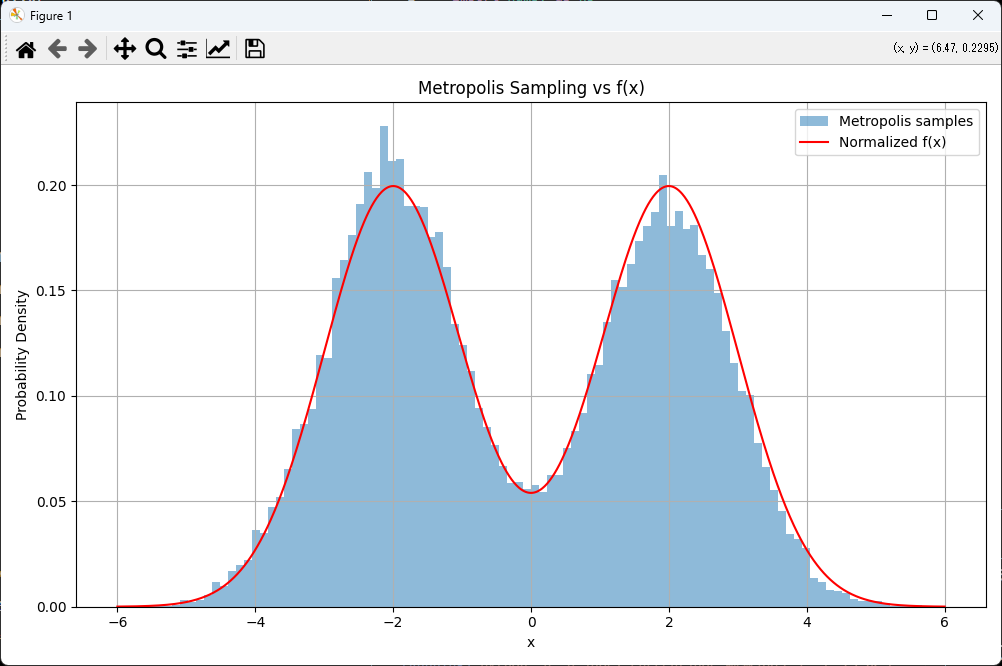 Figure 1
(x, y) = (6.47, 0.2295)
Metropolis Sampling vs f(x)
Metropolis samples
Normalized f(x)
Probability Density
0.20
0.15
0.10
0.05
0.00
−6
−4
−2
0
2
4
6
x